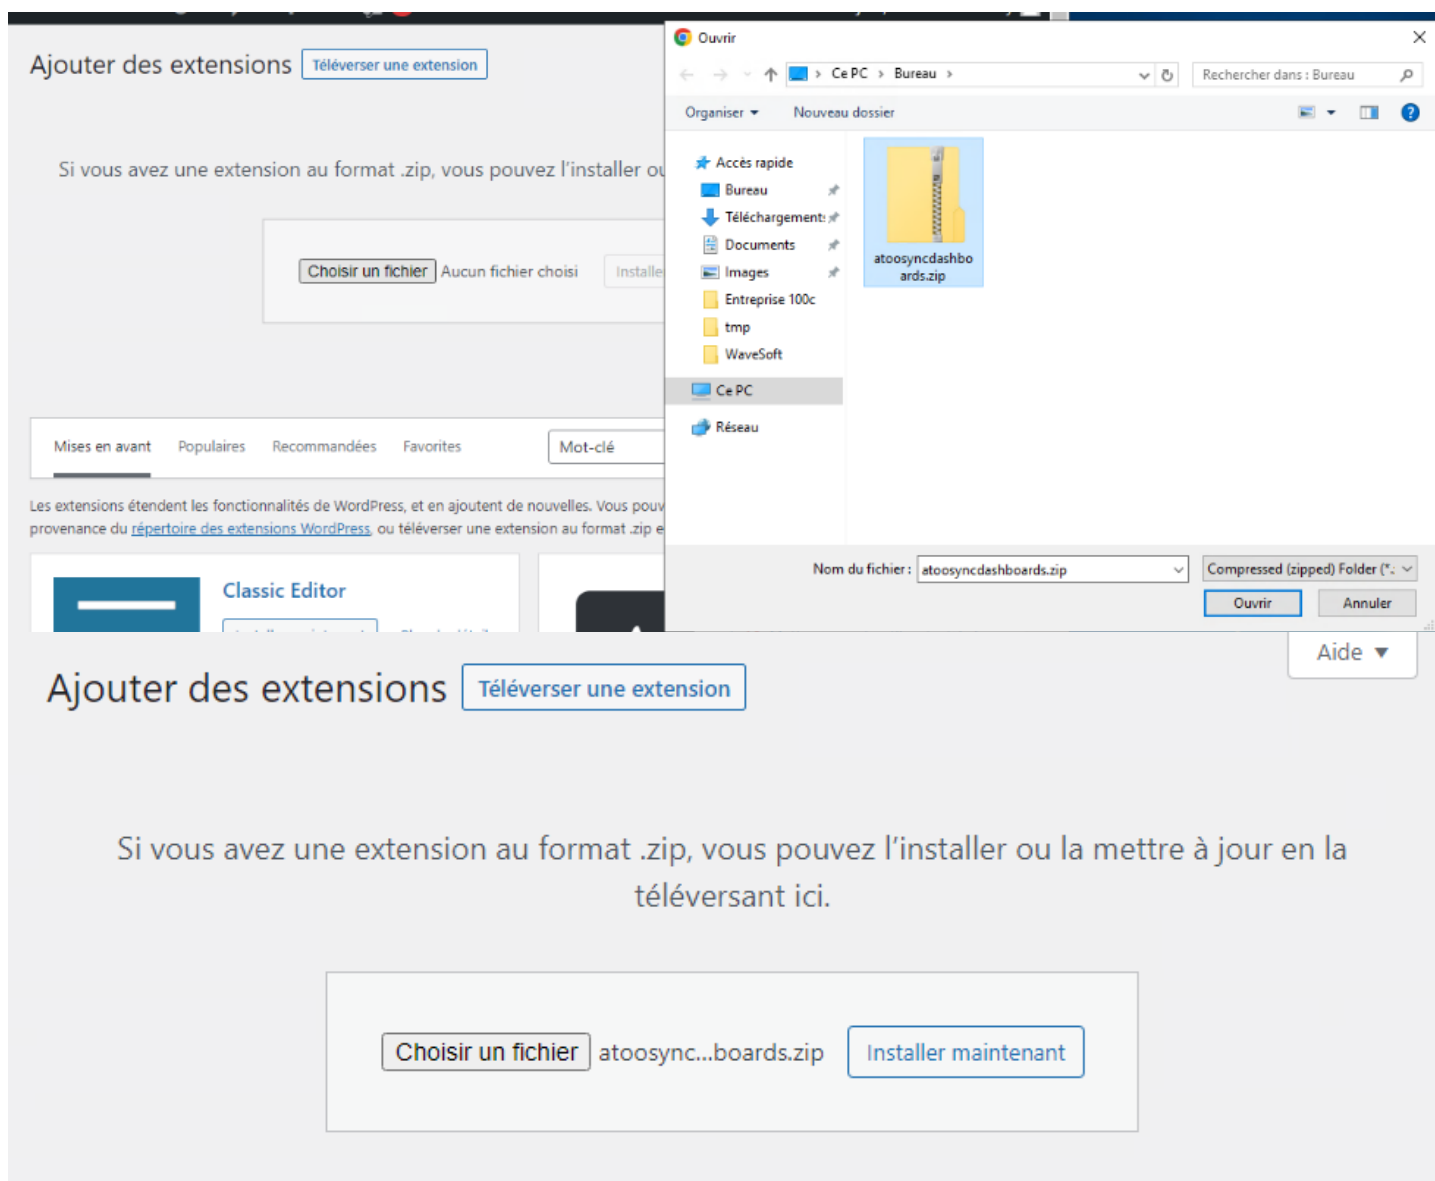 Ajouter des extensions Téléverser une extension
Si vous avez une extension au format .zip, vous pouvez l'installer ou
Choisir un fichier Aucun fichier choisi Installe
Mises en avant Populaires Recommandées Favorites Mot-clé
Les extensions étendent les fonctionnalités de WordPress, et en ajoutent de nouvelles. Vous pouv
provenance du répertoire des extensions WordPress, ou téléverser une extension au format .zip e
Classic Editor
Ouvrir
Ce PC > Bureau >
Rechercher dans : Bureau
Organiser Nouveau dossier
Accès rapide
Bureau
Téléchargement:
Documents
Images
Entreprise 100c
tmp
WaveSoft
Ce PC
Réseau
atoosyncdashbo
ards.zip
Nom du fichier : atoosyncdashboards.zip Compressed (zipped) Folder (*.
Ouvrir Annuler
Aide
Ajouter des extensions Téléverser une extension
Si vous avez une extension au format .zip, vous pouvez l'installer ou la mettre à jour en la
téléversant ici.
Choisir un fichier atoosync...boards.zip Installer maintenant